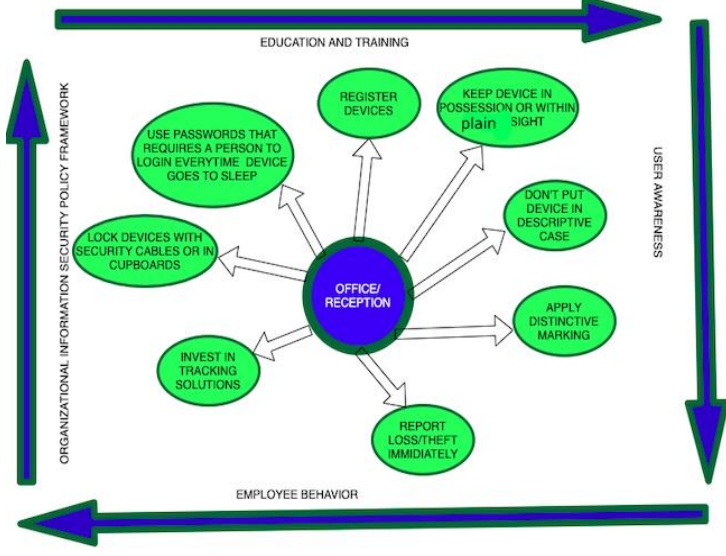 EDUCATION AND TRAINING
ORGANIZATIONAL INFORMATION SECURITY POLICY FRAMEWORK
USER AWARENESS
REGISTER
DEVICES
KEEP DEVICE IN
POSSESSION OR WITHIN
plain SIGHT
USE PASSWORDS THAT
REQUIRES A PERSON TO
LOGIN EVERYTIME DEVICE
GOES TO SLEEP
DON'T PUT
DEVICE IN
DESCRIPTIVE
CASE
LOCK DEVICES WITH
SECURITY CABLES OR IN
CUPBOARDS
OFFICE/
RECEPTION
APPLY
DISTINCTIVE
MARKING
INVEST IN
TRACKING
SOLUTIONS
REPORT
LOSS/THEFT
IMMIDIATELY
EMPLOYEE BEHAVIOR